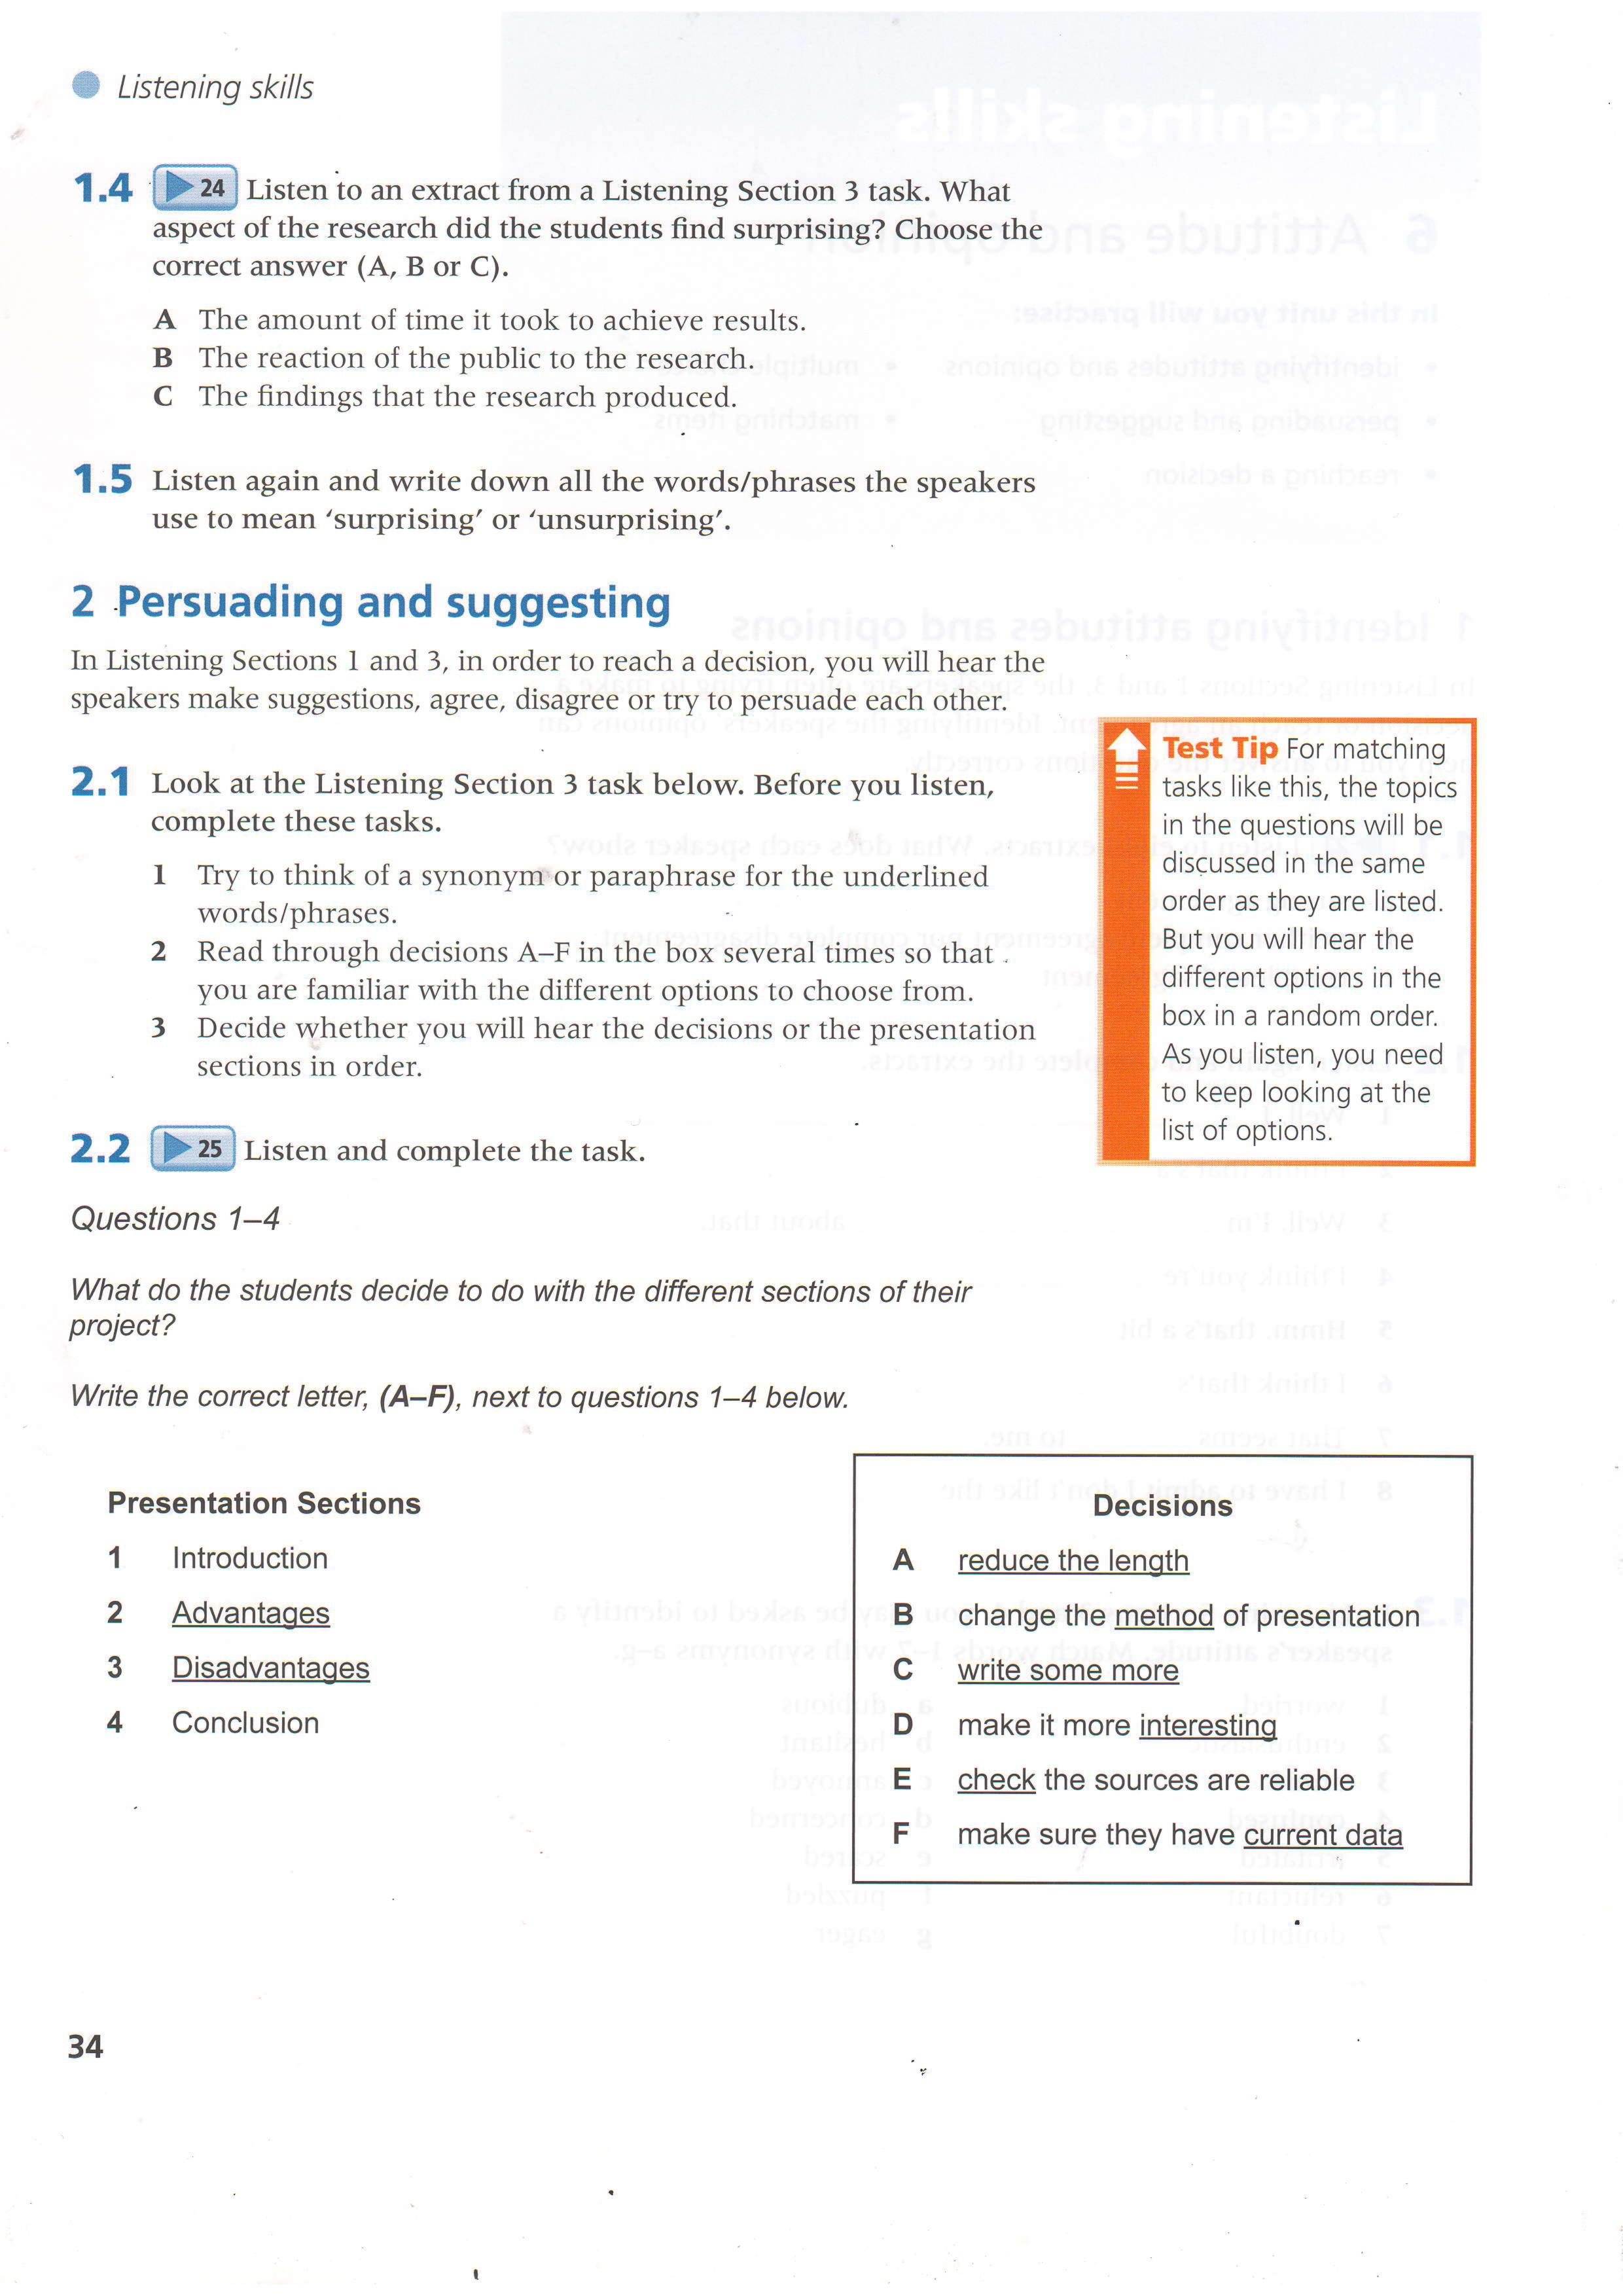 Listening skills
1.4 24 Listen to an extract from a Listening Section 3 task. What
aspect of the research did the students find surprising? Choose the
correct answer (A, B or C).
A The amount of time it took to achieve results.
B The reaction of the public to the research.
C The findings that the research produced.
1.5 Listen again and write down all the words/phrases the speakers
use to mean ‘surprising’ or ‘unsurprising’.
2 Persuading and suggesting
In Listening Sections 1 and 3, in order to reach a decision, you will hear the
speakers make suggestions, agree, disagree or try to persuade each other.
2.1 Look at the Listening Section 3 task below. Before you listen,
complete these tasks.
1 Try to think of a synonym or paraphrase for the underlined
words/phrases.
2 Read through decisions A–F in the box several times so that
you are familiar with the different options to choose from.
3 Decide whether you will hear the decisions or the presentation
sections in order.
Test Tip For matching
tasks like this, the topics
in the questions will be
discussed in the same
order as they are listed.
But you will hear the
different options in the
box in a random order.
As you listen, you need
to keep looking at the
list of options.
2.2 25 Listen and complete the task.
Questions 1–4
What do the students decide to do with the different sections of their
project?
Write the correct letter, (A–F), next to questions 1–4 below.
Presentation Sections
1 Introduction
2 Advantages
3 Disadvantages
4 Conclusion
Decisions
A reduce the length
B change the method of presentation
C write some more
D make it more interesting
E check the sources are reliable
F make sure they have current data
34